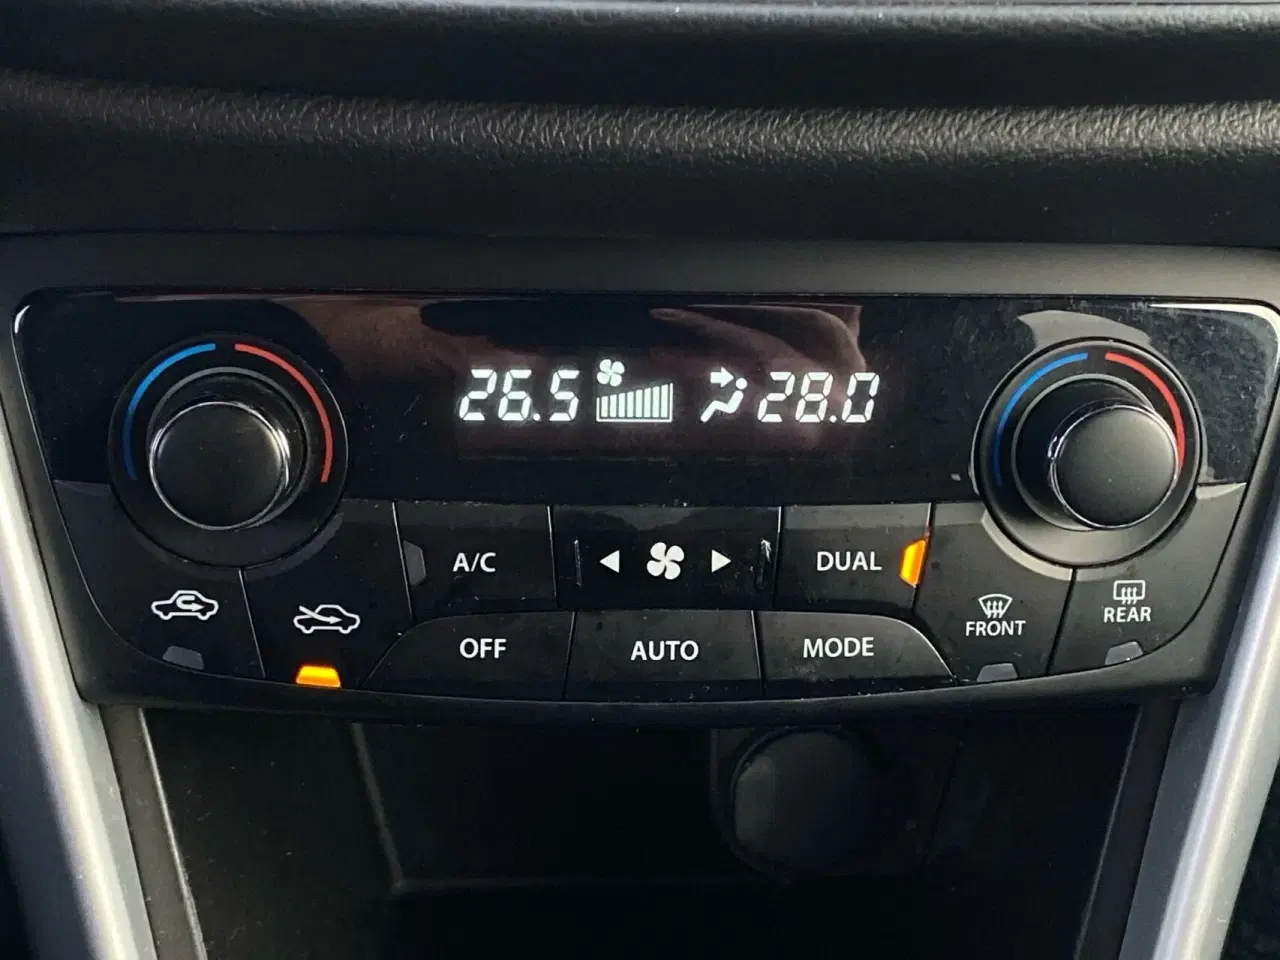 26.5 28.0
A/C
DUAL
FRONT
REAR
OFF
AUTO
MODE